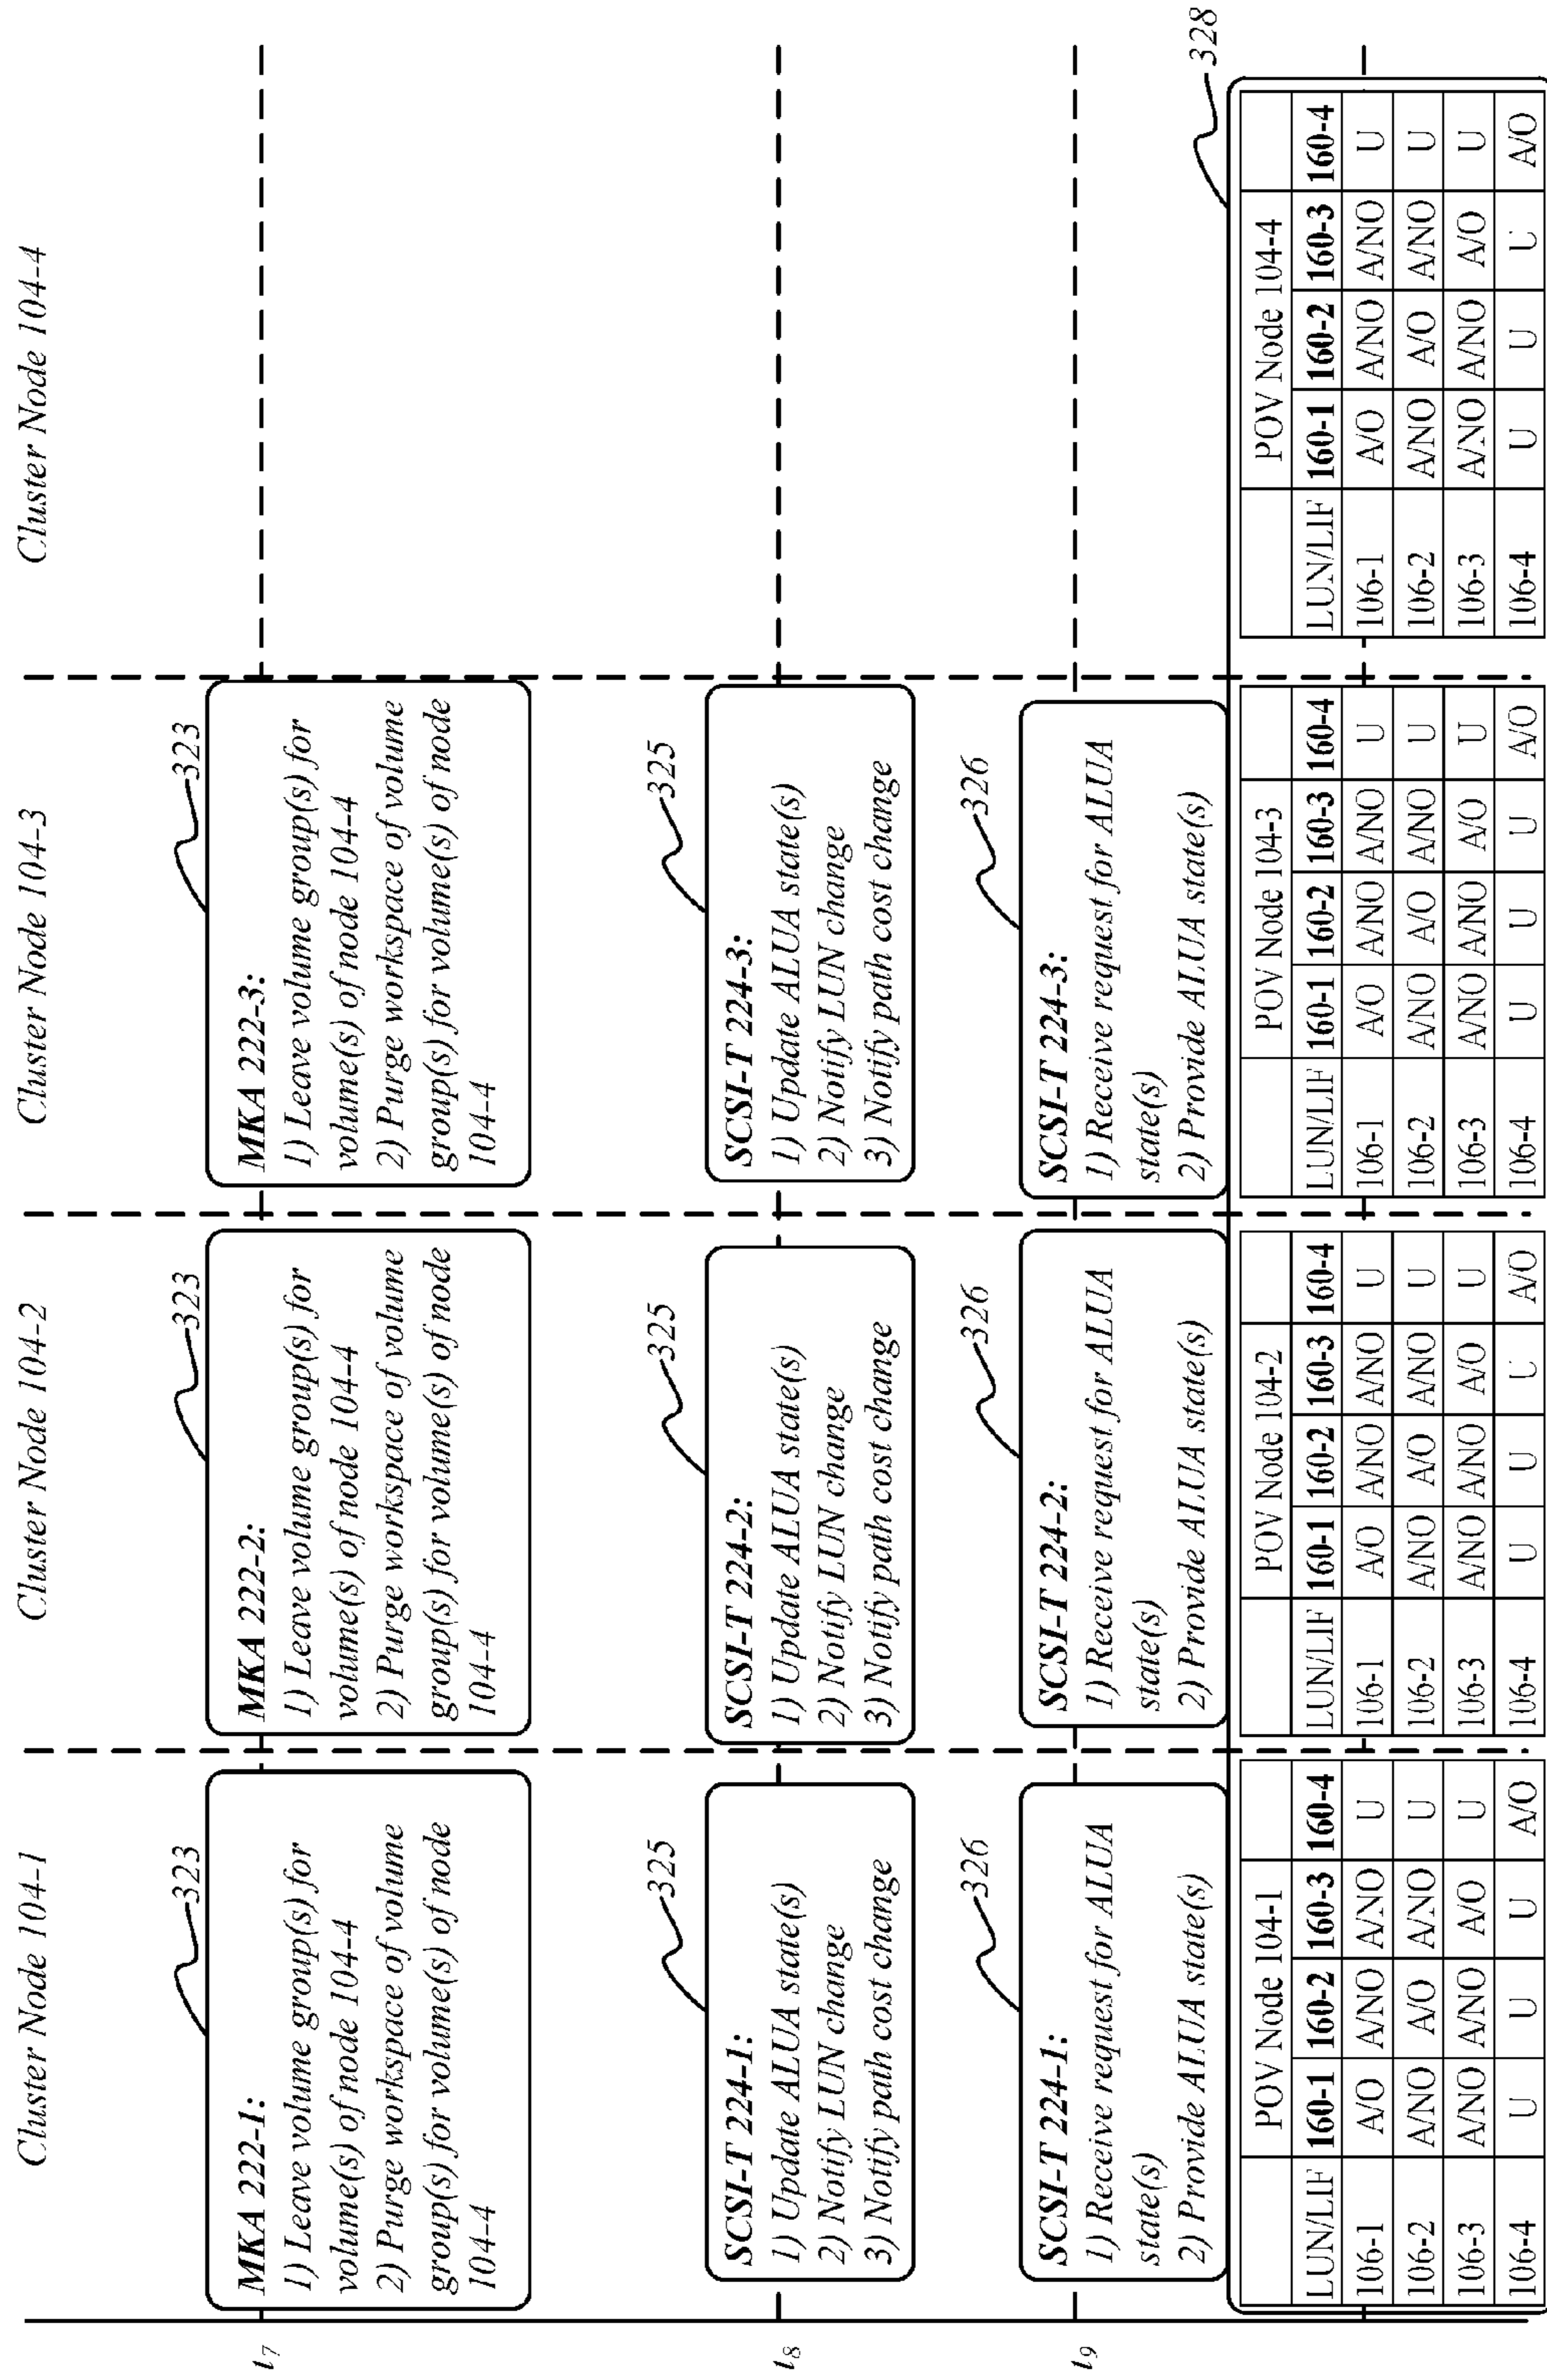 Cluster Node 104-1
Cluster Node 104-2
Cluster Node 104-3
Cluster Node 104-4
t7
323
MKA 222-1:
1) Leave volume group(s) for
volume(s) of node 104-4
2) Purge workspace of volume
group(s) for volume(s) of node
104-4
323
MKA 222-2:
1) Leave volume group(s) for
volume(s) of node 104-4
2) Purge workspace of volume
group(s) for volume(s) of node
104-4
323
MKA 222-3:
1) Leave volume group(s) for
volume(s) of node 104-4
2) Purge workspace of volume
group(s) for volume(s) of node
104-4
t8
325
SCSI-T 224-1:
1) Update ALUA state(s)
2) Notify LUN change
3) Notify path cost change
325
SCSI-T 224-2:
1) Update ALUA state(s)
2) Notify LUN change
3) Notify path cost change
325
SCSI-T 224-3:
1) Update ALUA state(s)
2) Notify LUN change
3) Notify path cost change
t9
326
SCSI-T 224-1:
1) Receive request for ALUA
state(s)
2) Provide ALUA state(s)
326
SCSI-T 224-2:
1) Receive request for ALUA
state(s)
2) Provide ALUA state(s)
326
SCSI-T 224-3:
1) Receive request for ALUA
state(s)
2) Provide ALUA state(s)
328
POV Node 104-1
LUN/LIF 160-1 160-2 160-3 160-4
106-1 A/O A/NO A/NO U
106-2 A/NO A/O A/NO U
106-3 A/NO A/NO A/O U
106-4 U U U A/O
POV Node 104-2
LUN/LIF 160-1 160-2 160-3 160-4
106-1 A/O A/NO A/NO U
106-2 A/NO A/O A/NO U
106-3 A/NO A/NO A/O U
106-4 U U U A/O
POV Node 104-3
LUN/LIF 160-1 160-2 160-3 160-4
106-1 A/O A/NO A/NO U
106-2 A/NO A/O A/NO U
106-3 A/NO A/NO A/O U
106-4 U U U A/O
POV Node 104-4
LUN/LIF 160-1 160-2 160-3 160-4
106-1 A/O A/NO A/NO U
106-2 A/NO A/O A/NO U
106-3 A/NO A/NO A/O U
106-4 U U U A/O